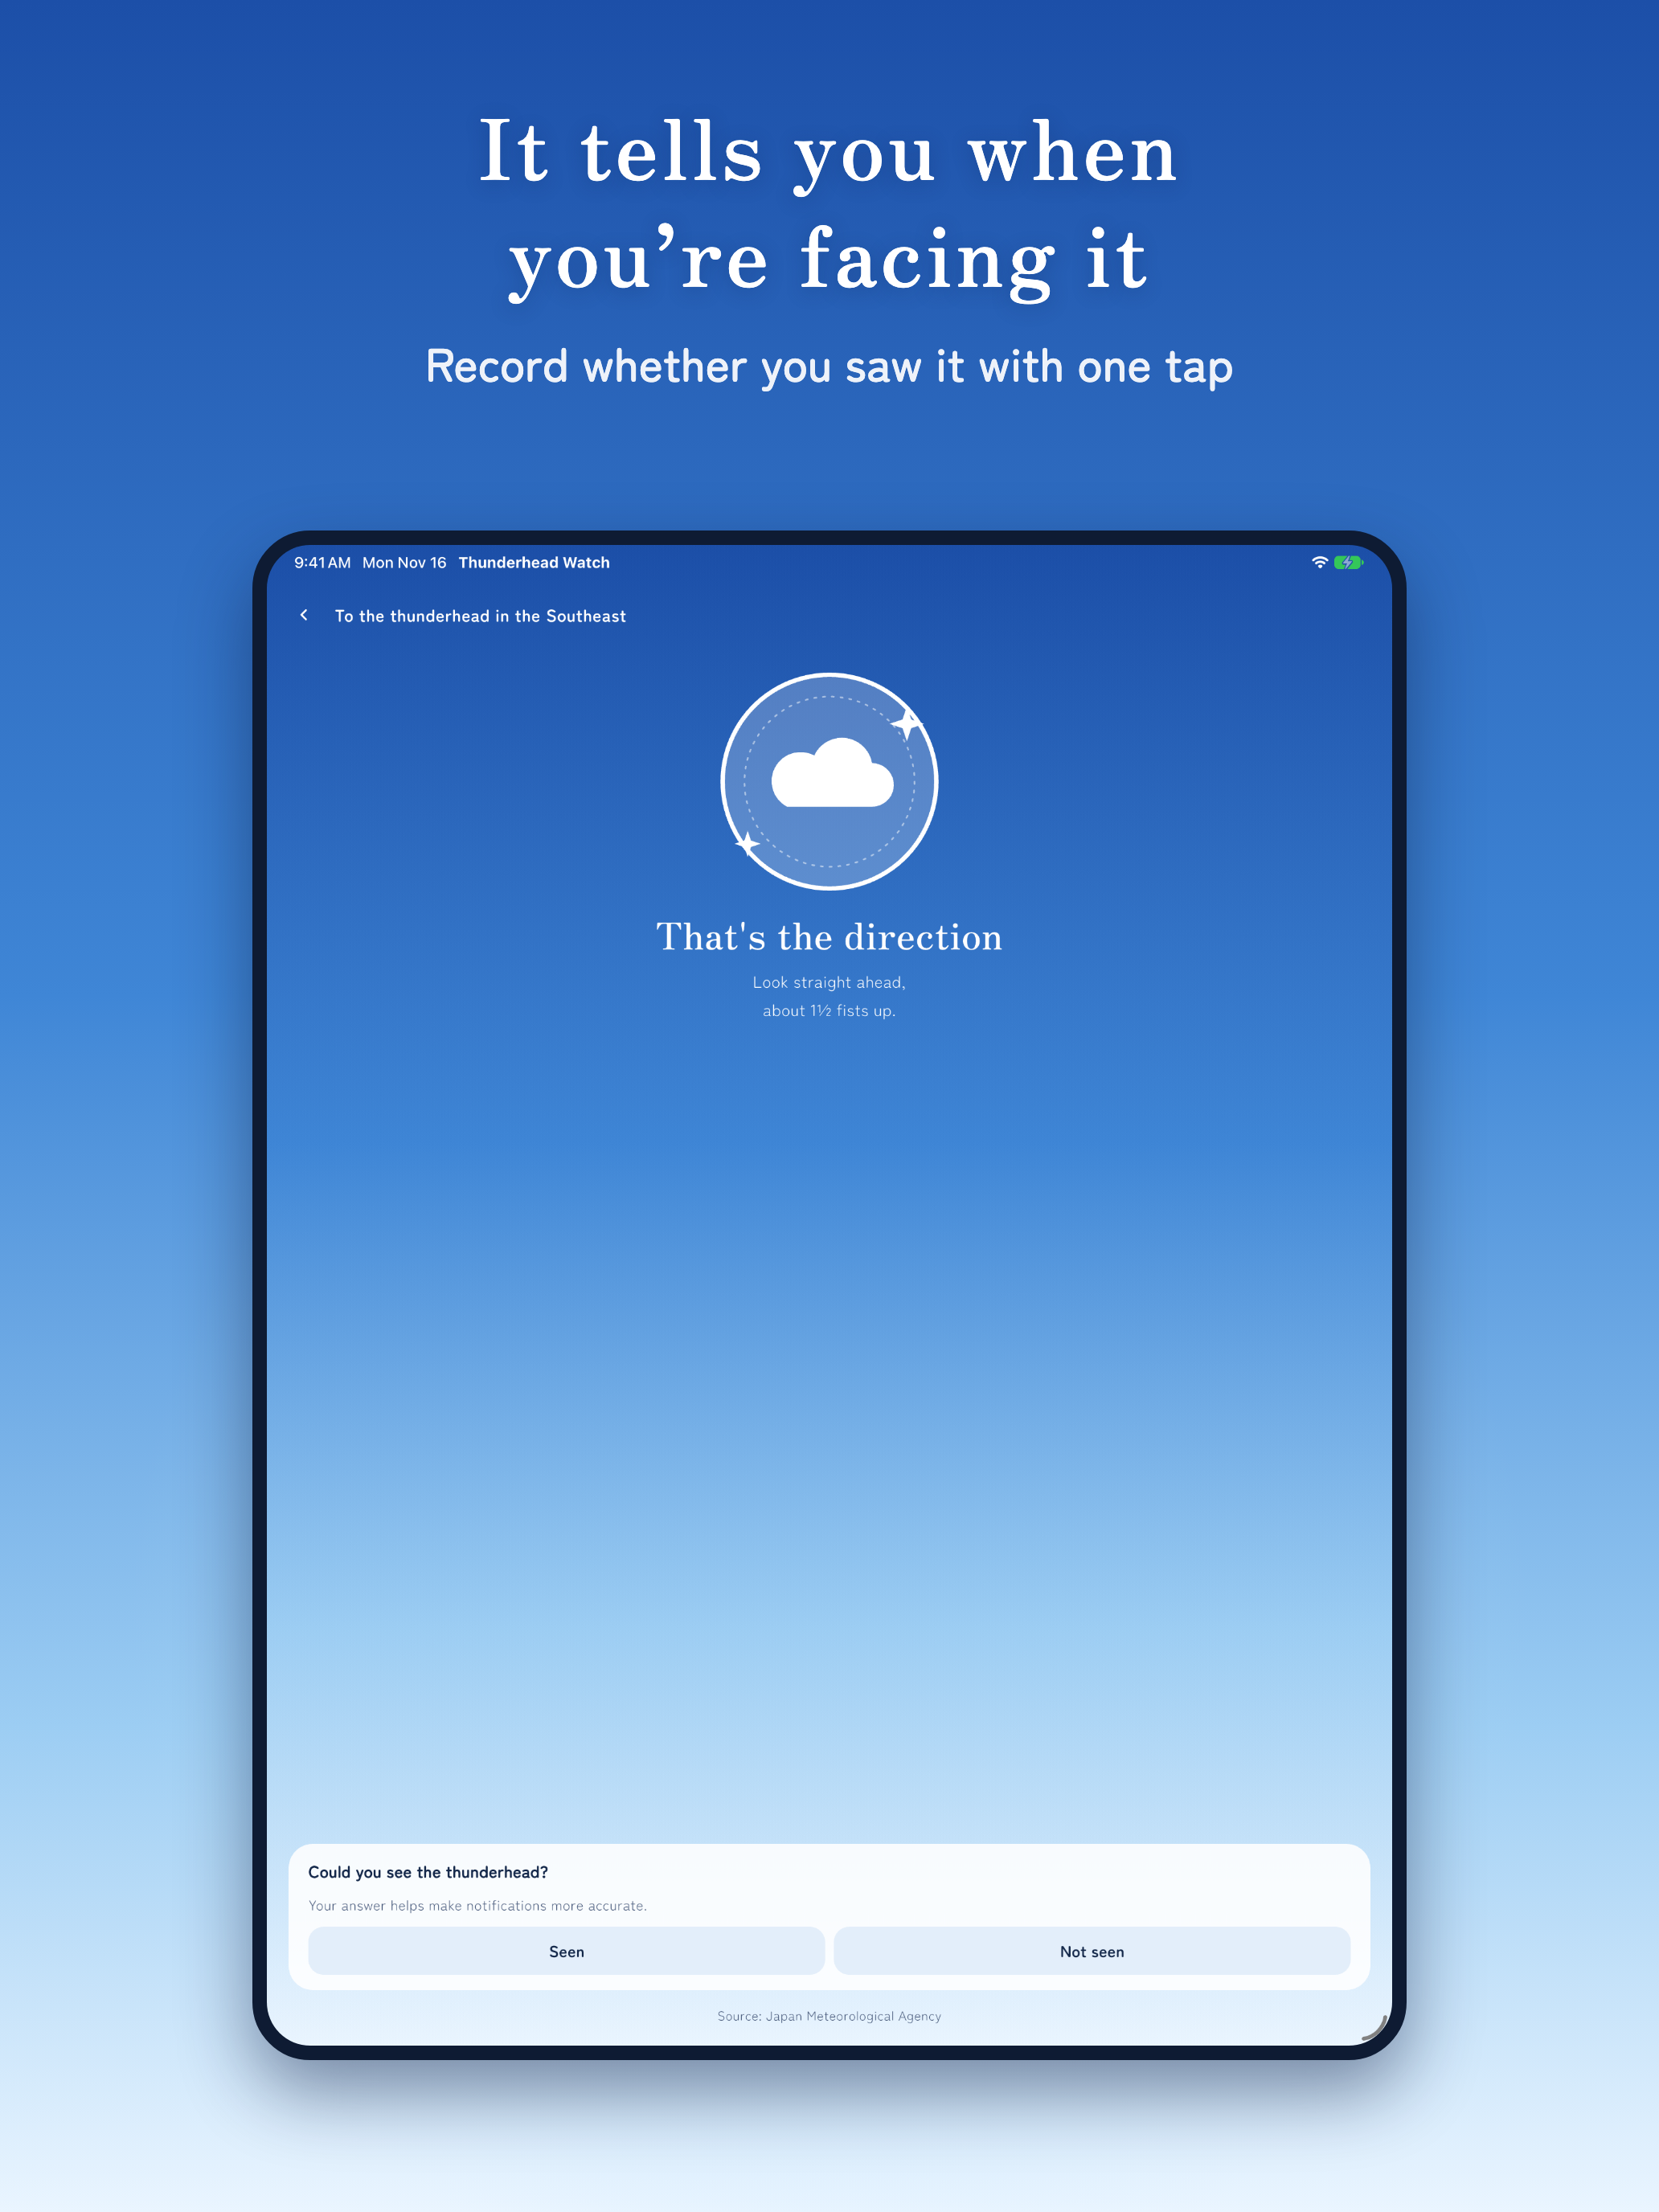 It tells you when
you’re facing it
Record whether you saw it with one tap
9:41 AM Mon Nov 16 Thunderhead Watch
To the thunderhead in the Southeast
That's the direction
Look straight ahead,
about 1½ fists up.
Could you see the thunderhead?
Your answer helps make notifications more accurate.
Seen
Not seen
Source: Japan Meteorological Agency